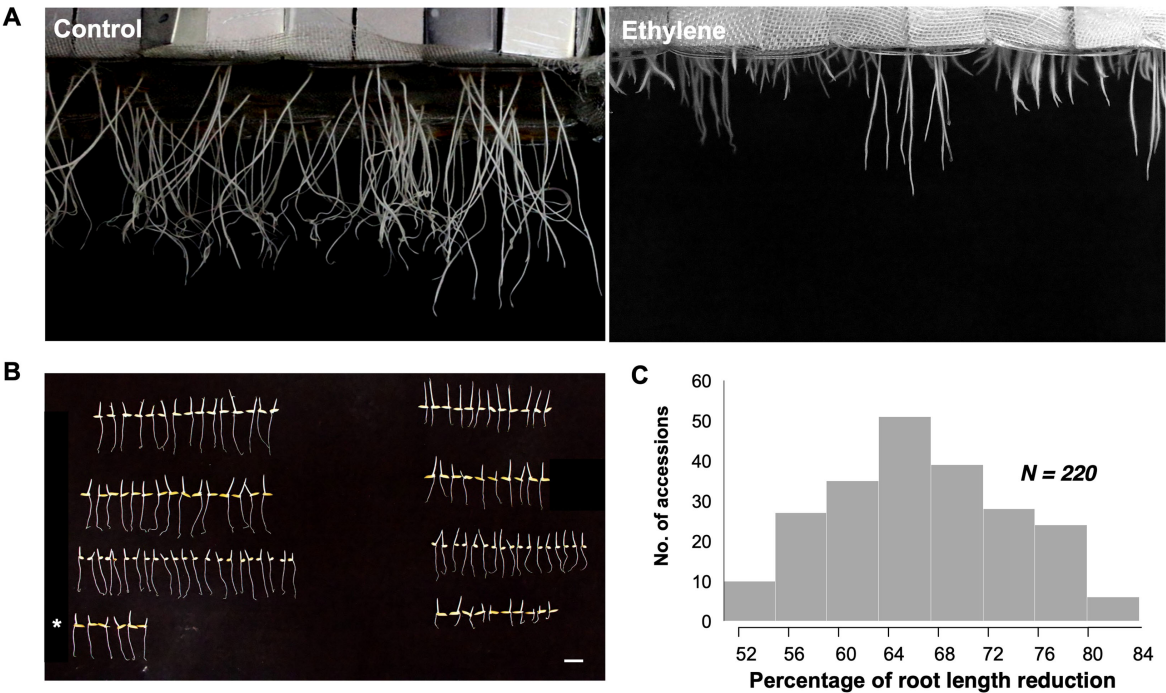 A
Control
Ethylene
B
*
C
60
50
40
30
20
10
0
No. of accessions
N = 220
52 56 60 64 68 72 76 80 84
Percentage of root length reduction